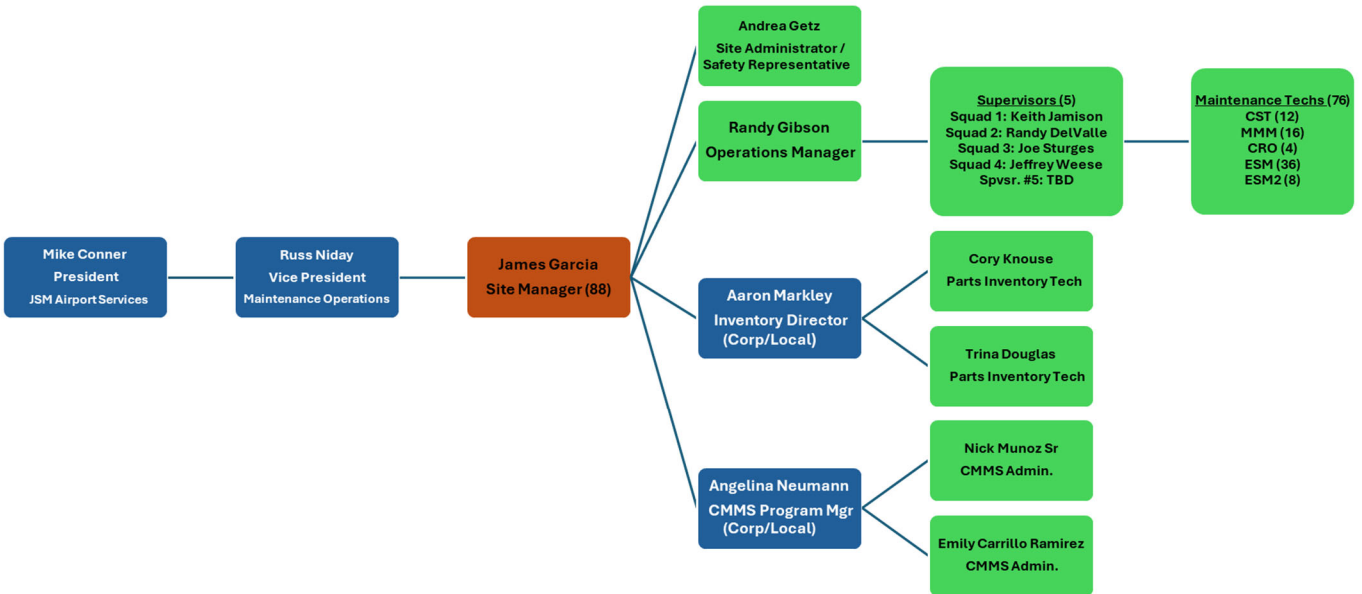 Mike Conner
President
JSM Airport Services
Russ Niday
Vice President
Maintenance Operations
James Garcia
Site Manager (88)
Andrea Getz
Site Administrator /
Safety Representative
Randy Gibson
Operations Manager
Supervisors (5)
Squad 1: Keith Jamison
Squad 2: Randy DelValle
Squad 3: Joe Sturges
Squad 4: Jeffrey Weese
Spvsr. #5: TBD
Maintenance Techs (76)
CST (12)
MMM (16)
CRO (4)
ESM (36)
ESM2 (8)
Aaron Markley
Inventory Director
(Corp/Local)
Cory Knouse
Parts Inventory Tech
Trina Douglas
Parts Inventory Tech
Angelina Neumann
CMMS Program Mgr
(Corp/Local)
Nick Munoz Sr
CMMS Admin.
Emily Carrillo Ramirez
CMMS Admin.